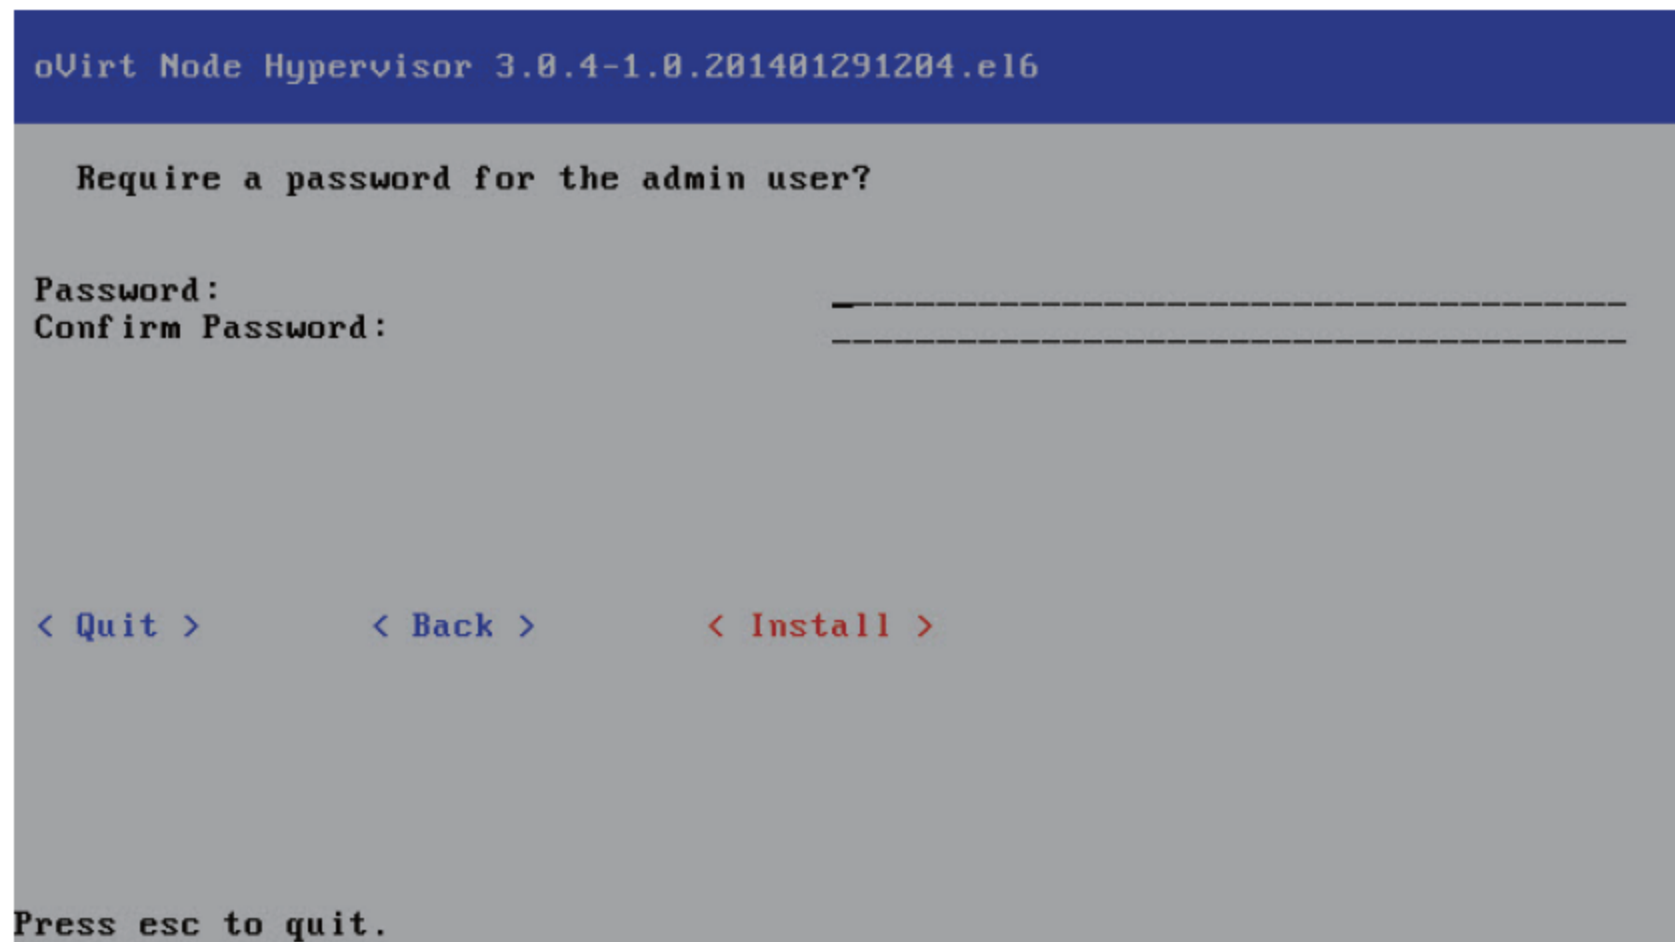 oVirt Node Hypervisor 3.0.4-1.0.201401291204.el6
Require a password for the admin user?
Password:
Confirm Password:
< Quit > < Back > < Install >
Press esc to quit.